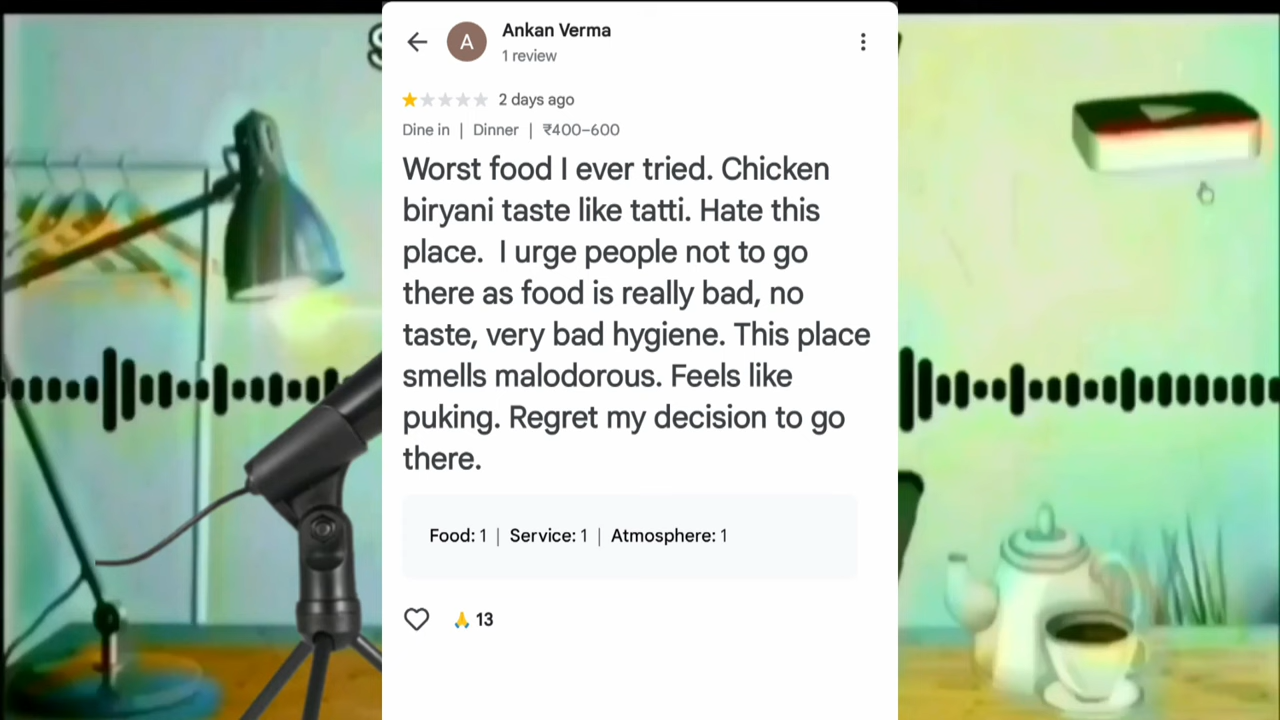 Ankan Verma
A
1 review
2 days ago
Dine in | Dinner | ₹400–600
Worst food I ever tried. Chicken
biryani taste like tatti. Hate this
place.  I urge people not to go
there as food is really bad, no
taste, very bad hygiene. This place
smells malodorous. Feels like
puking. Regret my decision to go
there.
Food: 1 | Service: 1 | Atmosphere: 1
🙏 13